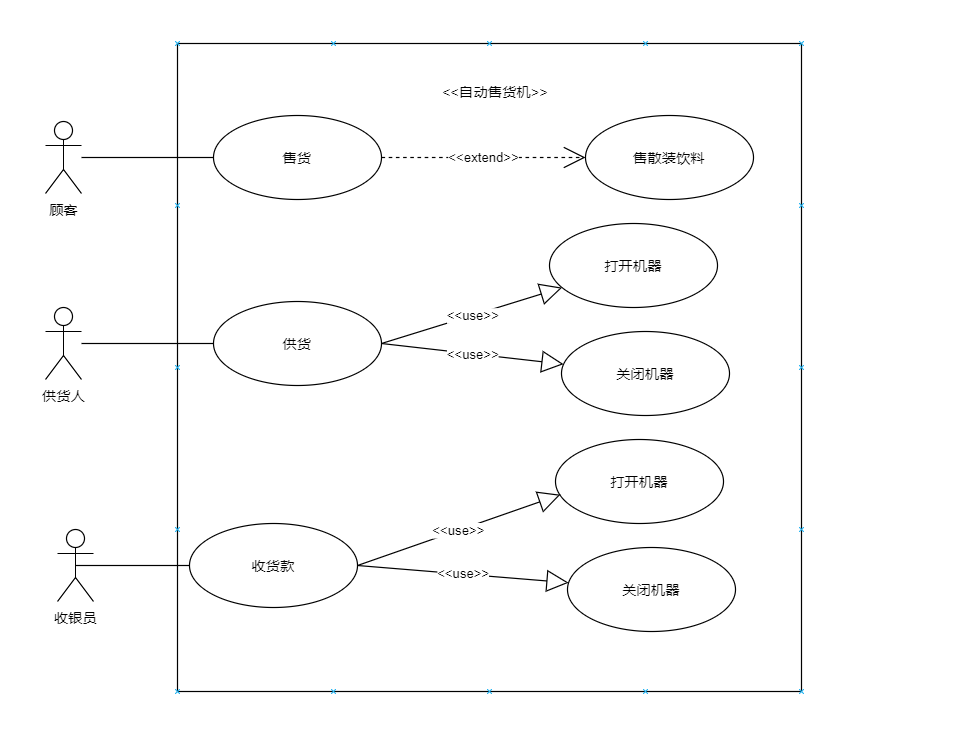 <<自动售货机>>
售货
<<extend>>
售散装饮料
顾客
打开机器
<<use>>
供货
<<use>>
关闭机器
供货人
打开机器
<<use>>
收货款
<<use>>
关闭机器
收银员